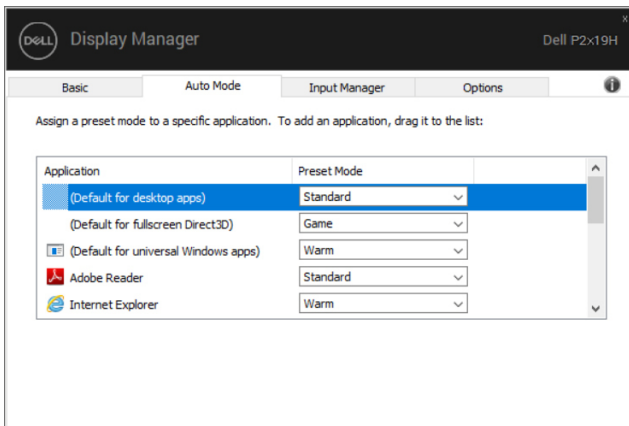 x
DELL Display Manager Dell P2x19H
Basic Auto Mode Input Manager Options
Assign a preset mode to a specific application. To add an application, drag it to the list:
Application Preset Mode
(Default for desktop apps) Standard
(Default for fullscreen Direct3D) Game
(Default for universal Windows apps) Warm
Adobe Reader Standard
Internet Explorer Warm